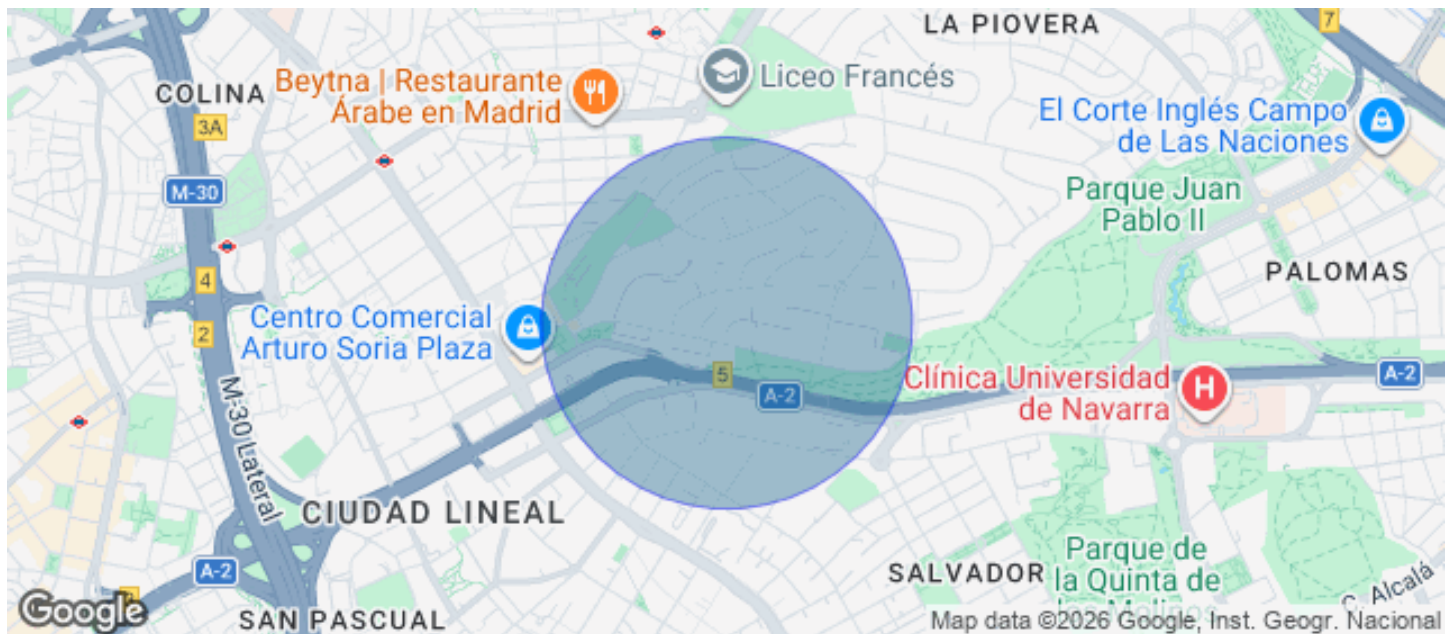 LA PIOVERA
7
COLINA
Beytna | Restaurante
Árabe en Madrid
Liceo Francés
3A
El Corte Inglés Campo
de Las Naciones
M-30
Parque Juan
Pablo II
4
PALOMAS
2
Centro Comercial
Arturo Soria Plaza
5
A-2
A-2
Clínica Universidad
de Navarra
M-30 Lateral
CIUDAD LINEAL
A-2
SALVADOR
Parque de
la Quinta de
los Molinos
C. Alcalá
Google
SAN PASCUAL
Map data ©2026 Google, Inst. Geogr. Nacional